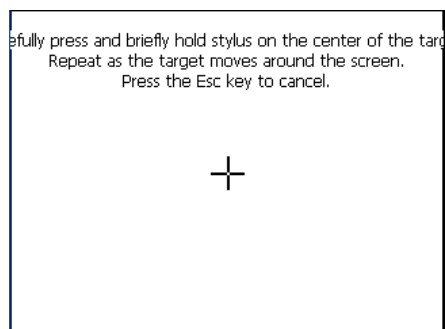 efully press and briefly hold stylus on the center of the targ
Repeat as the target moves around the screen.
Press the Esc key to cancel.